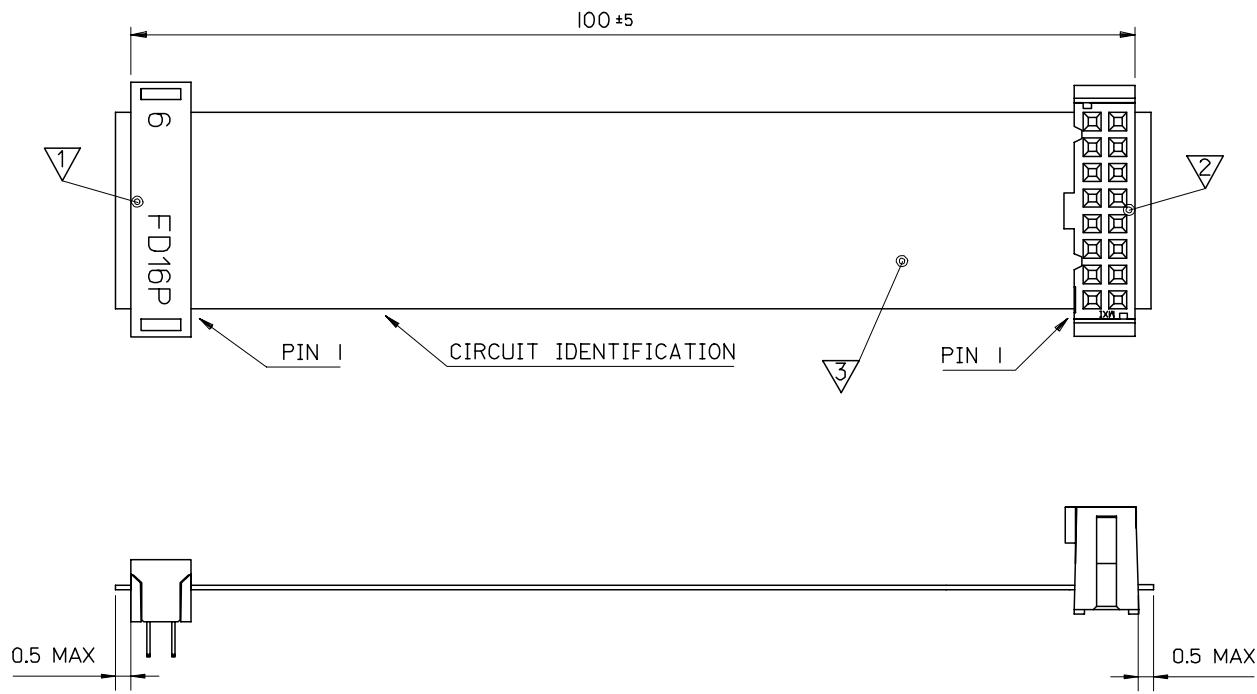 100 ±5
6
FD16P
1
2
3
PIN 1
CIRCUIT IDENTIFICATION
PIN 1
MXI
0.5 MAX
0.5 MAX